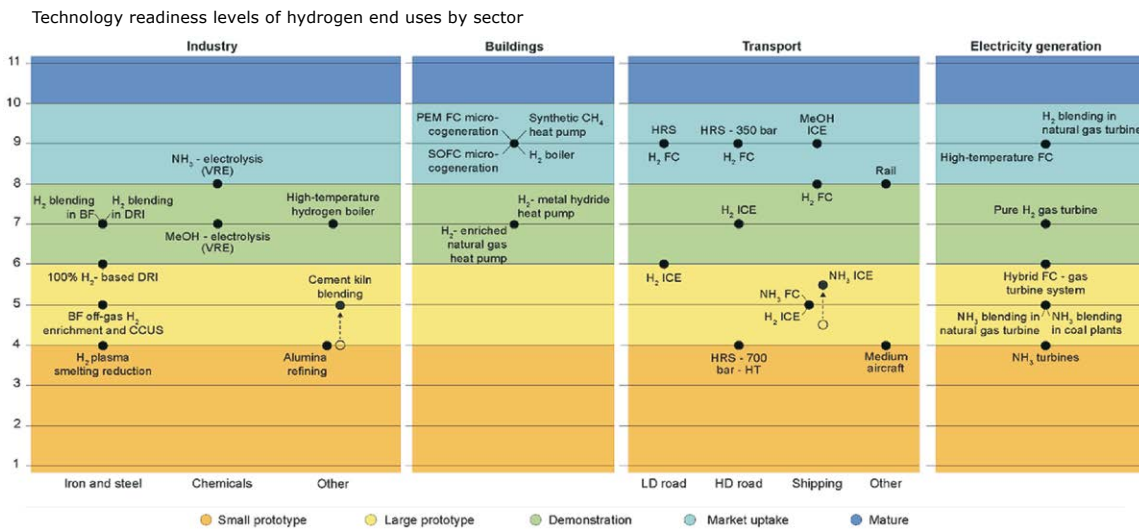 Technology readiness levels of hydrogen end uses by sector
Industry
Buildings
Transport
Electricity generation
11
10
9
8
7
6
5
4
3
2
1
NH₃ - electrolysis
(VRE)
H₂ blending
in BF
H₂ blending
in DRI
High-temperature
hydrogen boiler
MeOH - electrolysis
(VRE)
100% H₂- based DRI
Cement kiln
blending
BF off-gas H₂
enrichment and CCUS
H₂ plasma
smelting reduction
Alumina
refining
Iron and steel
Chemicals
Other
PEM FC micro-
cogeneration
Synthetic CH₄
heat pump
SOFC micro-
cogeneration
H₂ boiler
H₂- metal hydride
heat pump
H₂- enriched
natural gas
heat pump
HRS
H₂ FC
HRS - 350 bar
H₂ FC
MeOH
ICE
H₂ FC
Rail
H₂ ICE
H₂ ICE
NH₃ ICE
NH₃ FC
H₂ ICE
HRS - 700
bar - HT
Medium
aircraft
LD road
HD road
Shipping
Other
H₂ blending in
natural gas turbine
High-temperature FC
Pure H₂ gas turbine
Hybrid FC - gas
turbine system
NH₃ blending in
natural gas turbine
NH₃ blending
in coal plants
NH₃ turbines
Small prototype
Large prototype
Demonstration
Market uptake
Mature